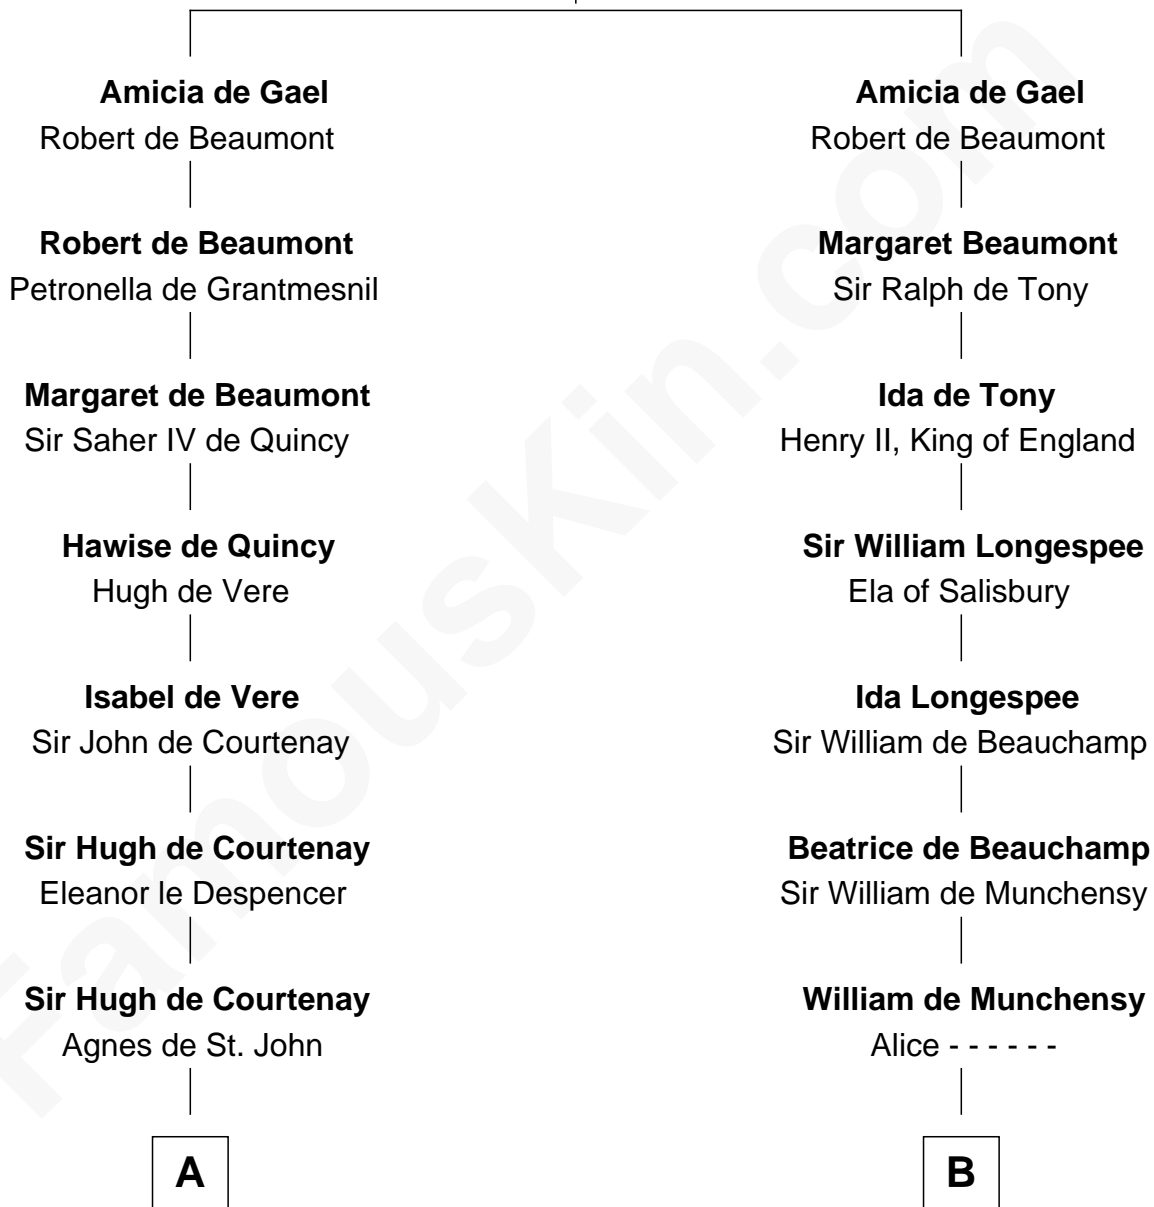 Amicia de Gael
Robert de Beaumont
Robert de Beaumont
Petronella de Grantmesnil
Margaret de Beaumont
Sir Saher IV de Quincy
Hawise de Quincy
Hugh de Vere
Isabel de Vere
Sir John de Courtenay
Sir Hugh de Courtenay
Eleanor le Despencer
Sir Hugh de Courtenay
Agnes de St. John
A
Amicia de Gael
Robert de Beaumont
Margaret Beaumont
Sir Ralph de Tony
Ida de Tony
Henry II, King of England
Sir William Longespee
Ela of Salisbury
Ida Longespee
Sir William de Beauchamp
Beatrice de Beauchamp
Sir William de Munchensy
William de Munchensy
Alice - - - - - -
B
FamousKin.com